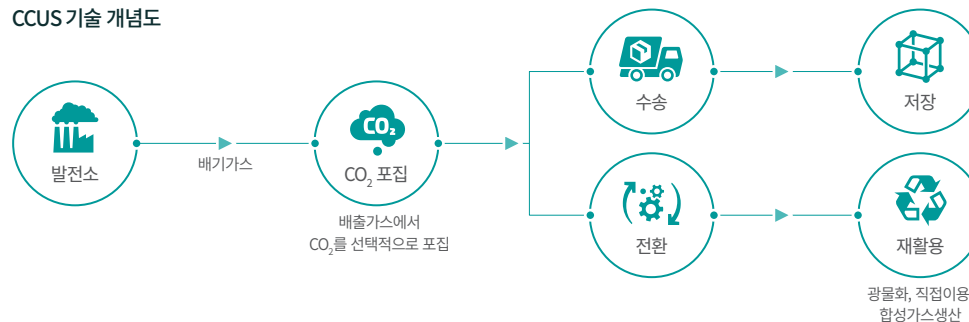 CCUS 기술 개념도
발전소
배기가스
CO₂
CO₂ 포집
배출가스에서
CO₂를 선택적으로 포집
수송
저장
전환
재활용
광물화, 직접이용
합성가스생산